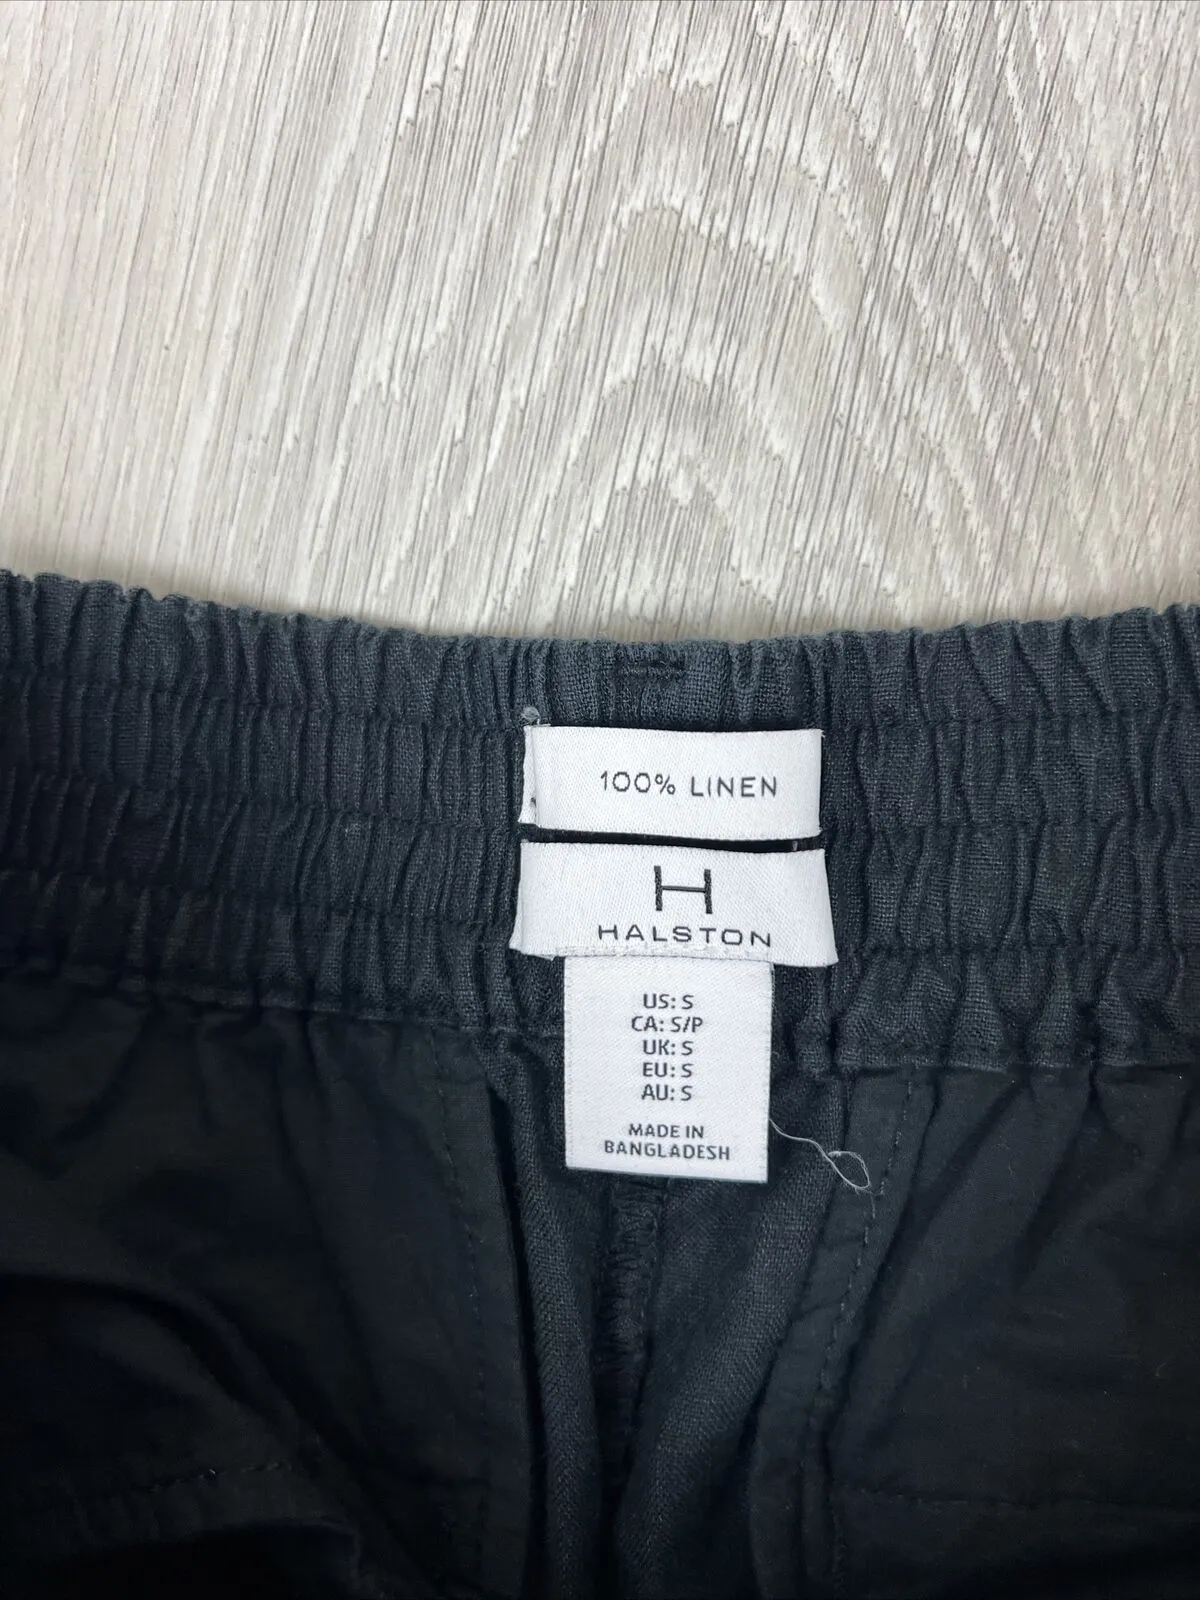 100% LINEN
H
HALSTON
US: S
CA: S/P
UK: S
EU: S
AU: S
MADE IN
BANGLADESH